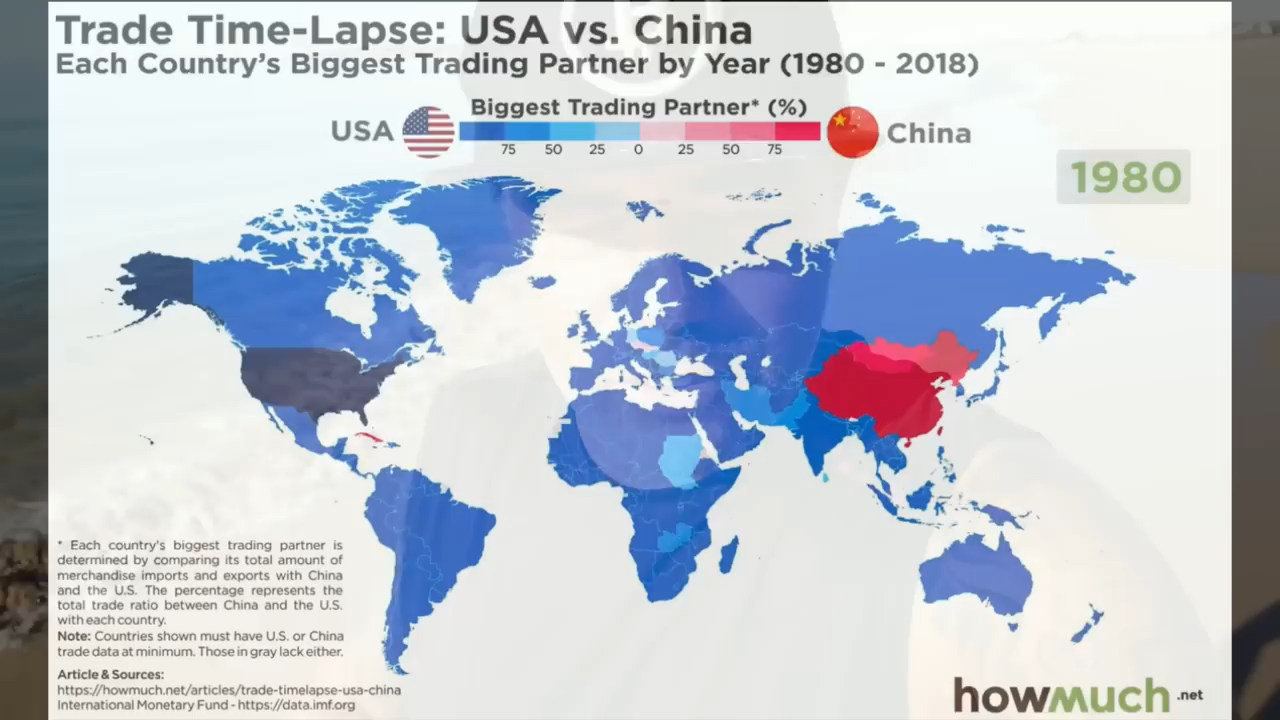 Trade Time-Lapse: USA vs. China
Each Country's Biggest Trading Partner by Year (1980 - 2018)
Biggest Trading Partner* (%)
USA
China
75 50 25 0 25 50 75
1980
* Each country's biggest trading partner is
determined by comparing its total amount of
merchandise imports and exports with China
and the U.S. The percentage represents the
total trade ratio between China and the U.S.
with each country.
Note: Countries shown must have U.S. or China
trade data at minimum. Those in gray lack either.
Article & Sources:
https://howmuch.net/articles/trade-timelapse-usa-china
International Monetary Fund - https://data.imf.org
howmuch.net